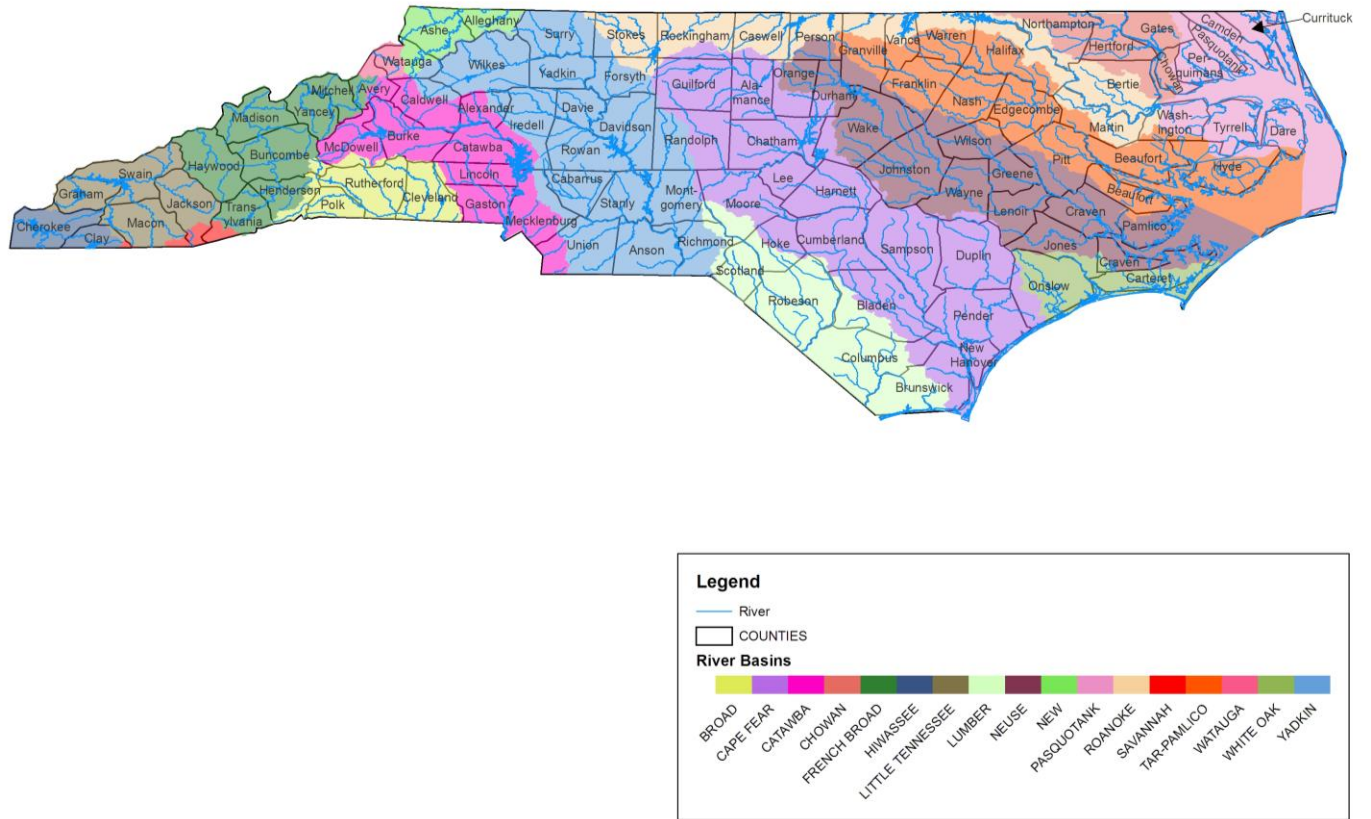 Currituck
Alleghany
Ashe
Surry
Stokes
Rockingham
Caswell
Person
Granville
Vance
Warren
Halifax
Northampton
Hertford
Gates
Camden
Pasquotank
Per-
quimans
Chowan
Watauga
Wilkes
Yadkin
Forsyth
Guilford
Ala-
mance
Orange
Durham
Franklin
Nash
Edgecombe
Bertie
Martin
Wash-
ington
Tyrrell
Dare
Mitchell
Avery
Caldwell
Alexander
Iredell
Davie
Davidson
Randolph
Chatham
Wake
Wilson
Pitt
Beaufort
Hyde
Madison
Yancey
Burke
McDowell
Catawba
Rowan
Johnston
Greene
Beaufort
Haywood
Buncombe
Lincoln
Cabarrus
Stanly
Mont-
gomery
Moore
Lee
Harnett
Wayne
Lenoir
Craven
Pamlico
Swain
Graham
Jackson
Henderson
Trans-
ylvania
Rutherford
Polk
Cleveland
Gaston
Mecklenburg
Cherokee
Clay
Macon
Union
Anson
Richmond
Hoke
Scotland
Cumberland
Sampson
Duplin
Jones
Craven
Carteret
Onslow
Robeson
Bladen
Pender
Columbus
New
Hanover
Brunswick
Legend
River
COUNTIES
River Basins
BROAD
CAPE FEAR
CATAWBA
CHOWAN
FRENCH BROAD
HIWASSEE
LITTLE TENNESSEE
LUMBER
NEUSE
NEW
PASQUOTANK
ROANOKE
SAVANNAH
TAR-PAMLICO
WATAUGA
WHITE OAK
YADKIN